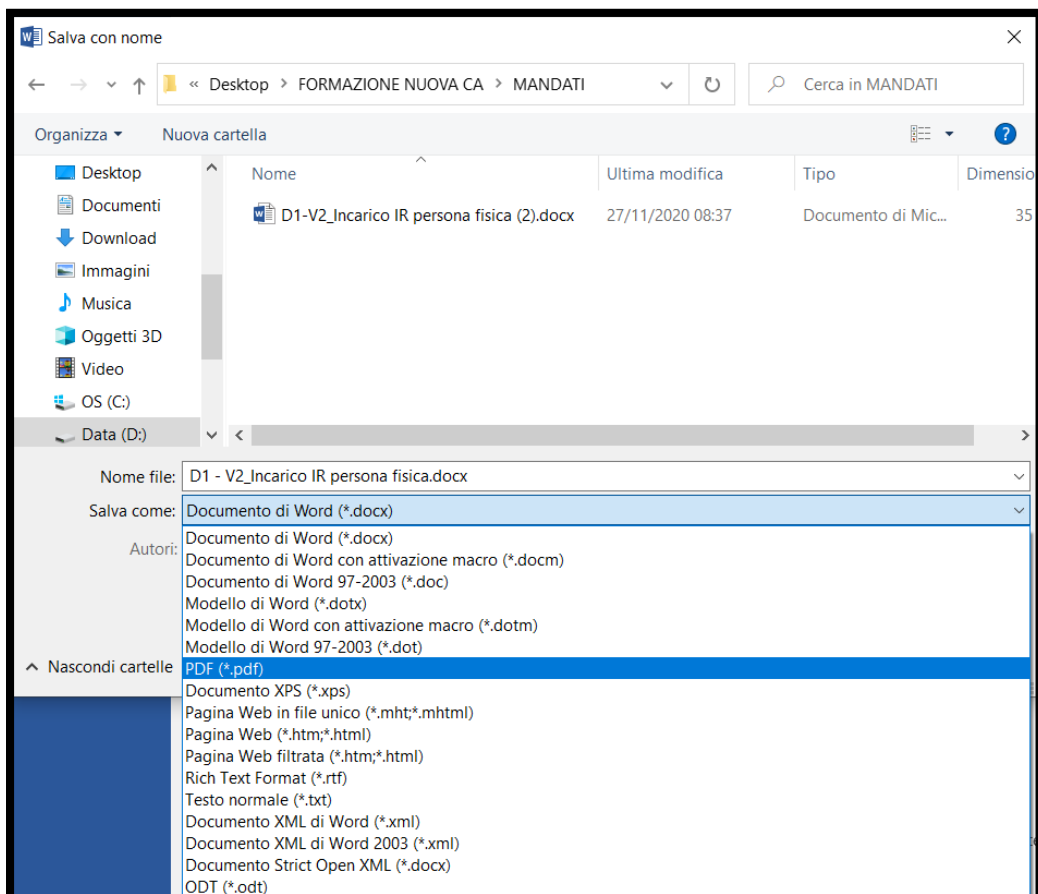 Salva con nome
« Desktop > FORMAZIONE NUOVA CA > MANDATI
Cerca in MANDATI
Organizza
Nuova cartella
Nome
Ultima modifica
Tipo
Dimensio
Desktop
Documenti
Download
Immagini
Musica
Oggetti 3D
Video
OS (C:)
Data (D:)
D1-V2_Incarico IR persona fisica (2).docx
27/11/2020 08:37
Documento di Mic...
35
Nome file: D1 - V2_Incarico IR persona fisica.docx
Salva come: Documento di Word (*.docx)
Autori:
Documento di Word (*.docx)
Documento di Word con attivazione macro (*.docm)
Documento di Word 97-2003 (*.doc)
Modello di Word (*.dotx)
Modello di Word con attivazione macro (*.dotm)
Modello di Word 97-2003 (*.dot)
Nascondi cartelle
PDF (*.pdf)
Documento XPS (*.xps)
Pagina Web in file unico (*.mht;*.mhtml)
Pagina Web (*.htm;*.html)
Pagina Web filtrata (*.htm;*.html)
Rich Text Format (*.rtf)
Testo normale (*.txt)
Documento XML di Word (*.xml)
Documento XML di Word 2003 (*.xml)
Documento Strict Open XML (*.docx)
ODT (*.odt)